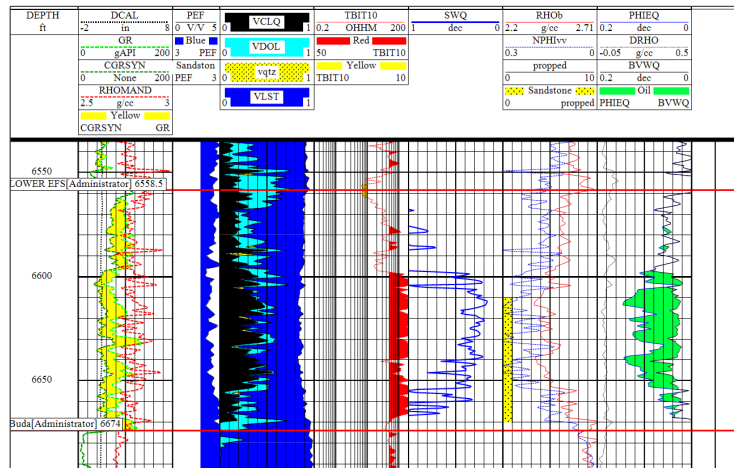 DEPTH DCAL PEF VCLQ TBIT10 SWQ RHOb PHIEQ
ft -2 in 8 0 V/V 5 0 1 0.2 OHMM 200 1 dec 0 2.2 g/cc 2.71 0.2 dec 0
GR Blue VDOL Red NPHIvv DRHO
0 gAPI 200 3 PEF 0 1 50 TBIT10 0.3 0 -0.05 g/cc 0.5
CGRSYN Sandston vqtz Yellow propped BVWQ
0 None 200 PEF 3 0 1 TBIT10 10 0 10 0.2 dec 0
RHOMAND VLST Sandstone Oil
2.5 g/cc 3 0 1 0 propped PHIEQ BVWQ
Yellow
CGRSYN GR
6550
LOWER EFS[Administrator] 6558.5
6600
6650
Buda[Administrator] 6674